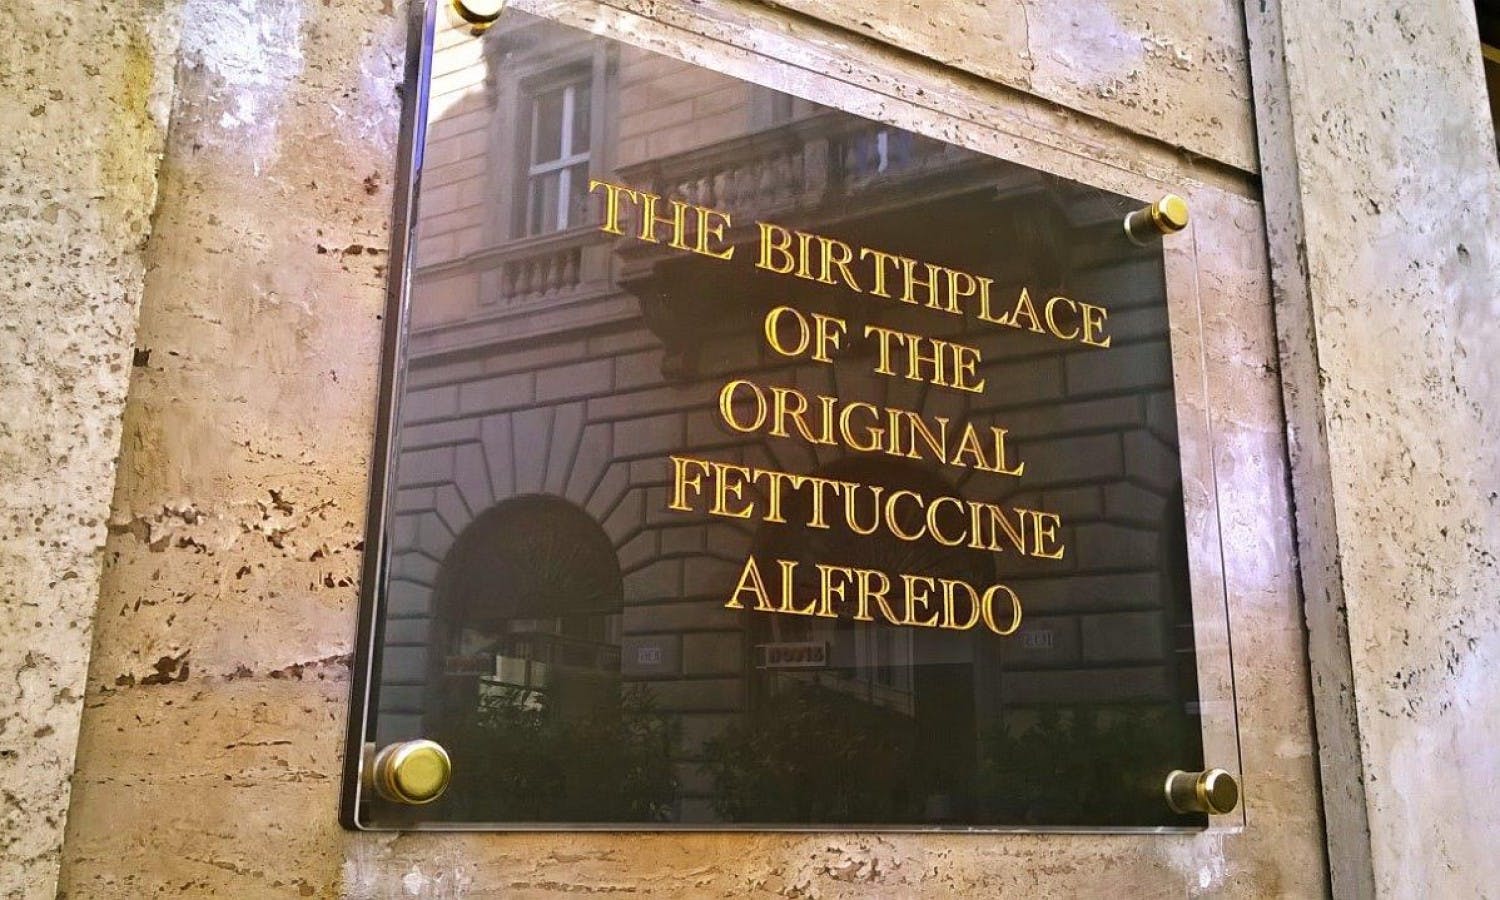 THE BIRTHPLACE
OF THE
ORIGINAL
FETTUCCINE
ALFREDO